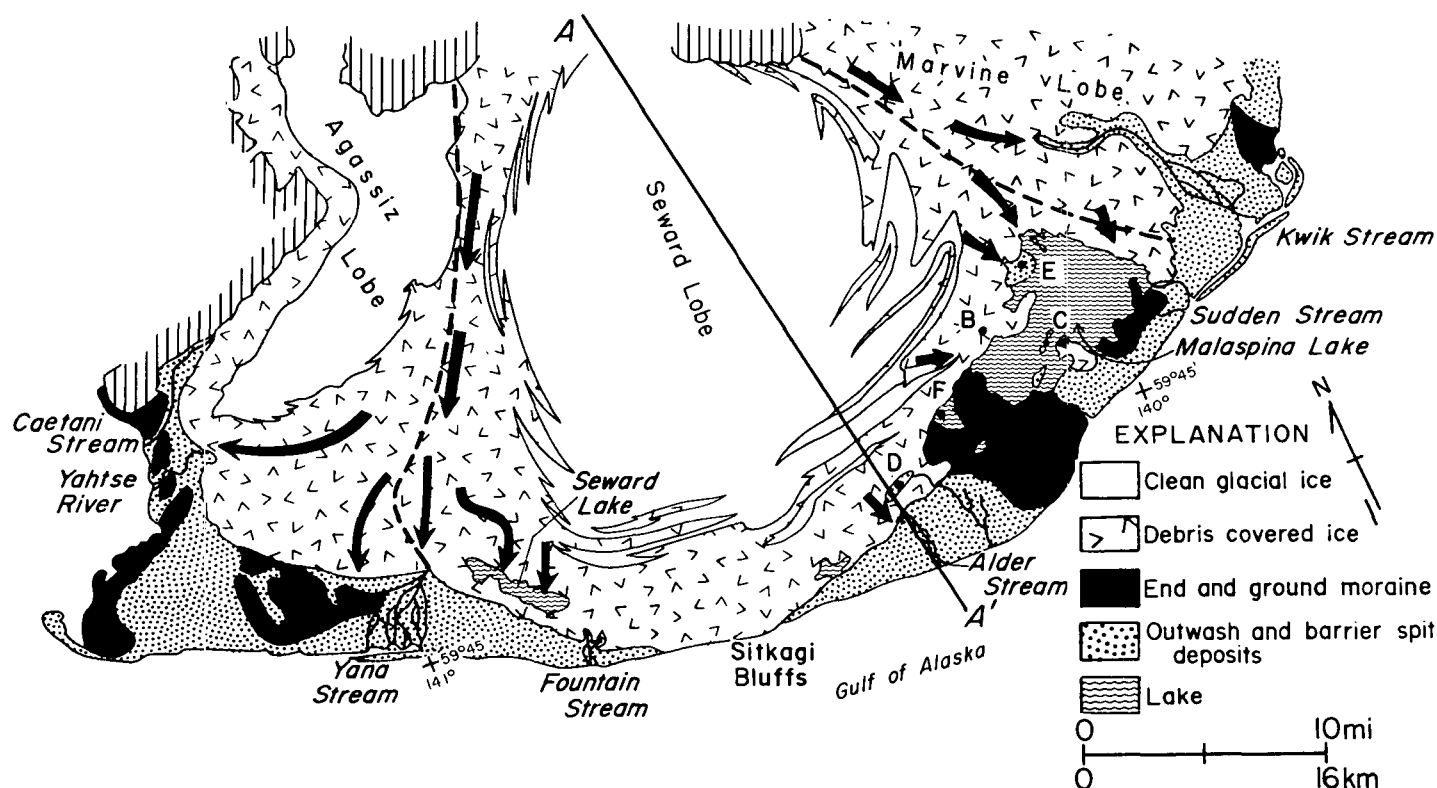 A
Marvine
Lobe
Agassiz
Lobe
Seward Lobe
Kwik Stream
E
B
C
Sudden Stream
Malaspina Lake
59°45'
140°
N
F
Caetani
Stream
Yahtse
River
D
Seward
Lake
Alder
Stream
A'
Yana
Stream
59°45'
141°
Fountain
Stream
Sitkagi
Bluffs
Gulf of Alaska
EXPLANATION
Clean glacial ice
Debris covered ice
End and ground moraine
Outwash and barrier spit
deposits
Lake
0 10mi
0 16km